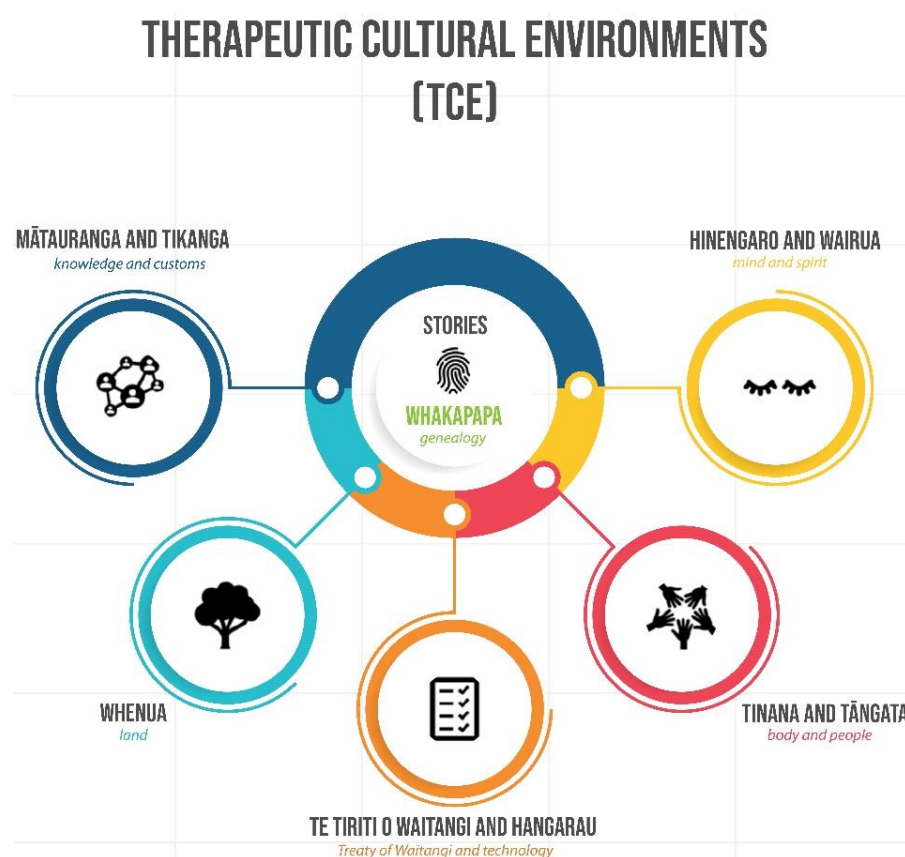 THERAPEUTIC CULTURAL ENVIRONMENTS
(TCE)
MĀTAURANGA AND TIKANGA
knowledge and customs
HINENGARO AND WAIRUA
mind and spirit
STORIES
WHAKAPAPA
genealogy
WHENUA
land
TINANA AND TĀNGATA
body and people
TE TIRITI O WAITANGI AND HANGARAU
Treaty of Waitangi and technology